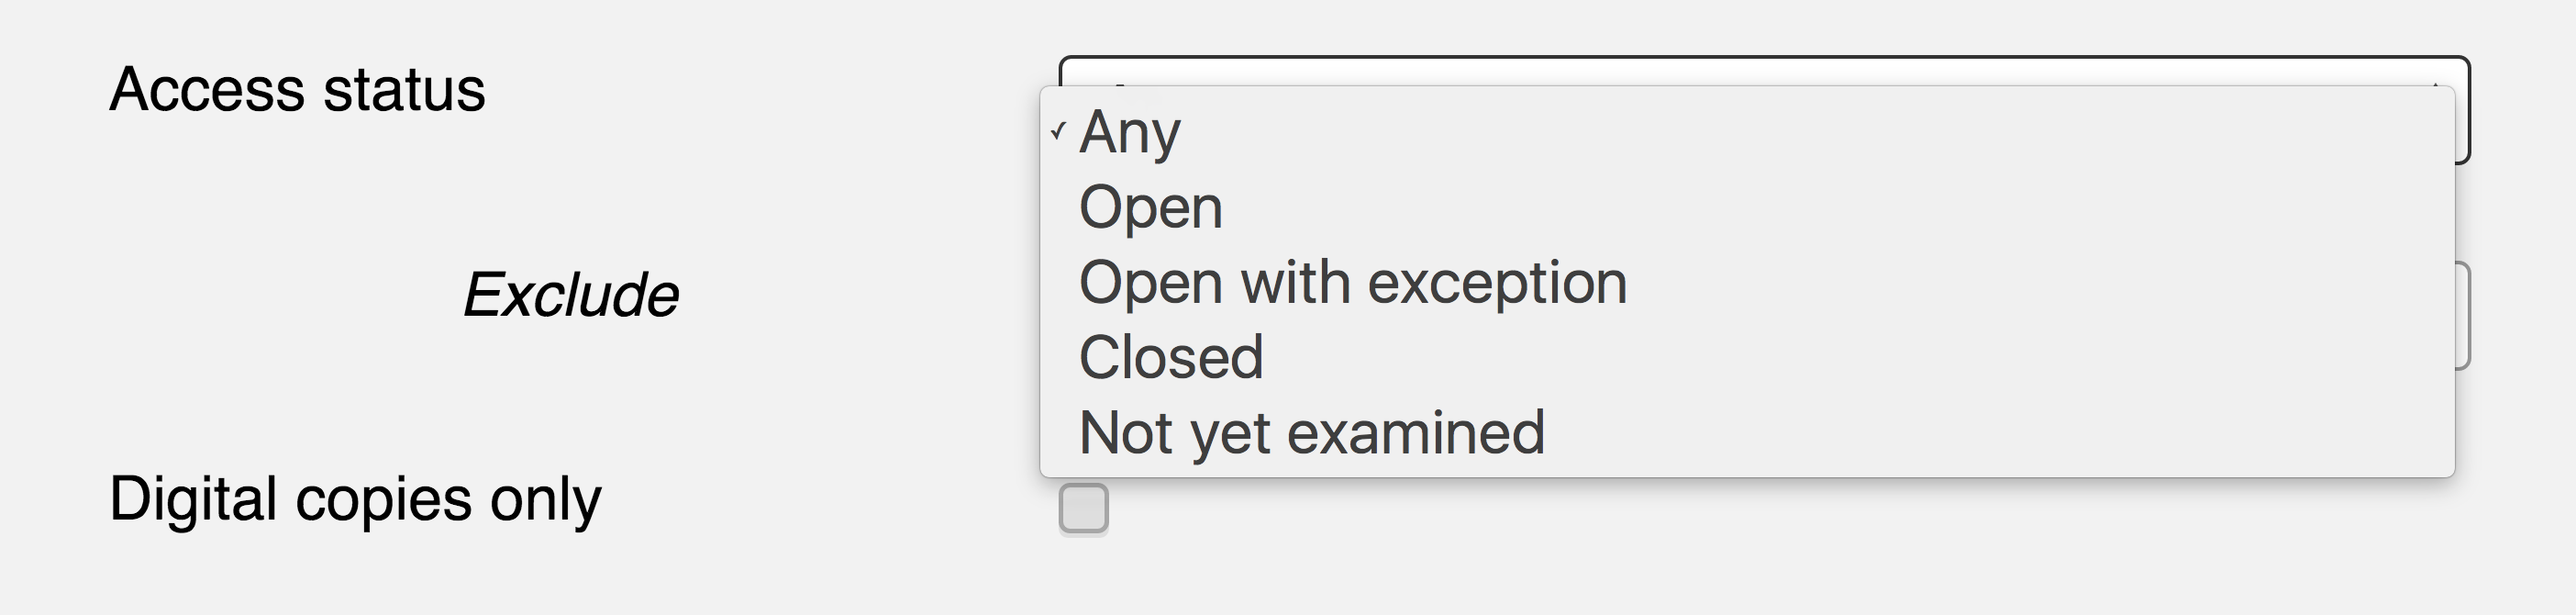 Access status
✓ Any
Open
Open with exception
Exclude
Closed
Not yet examined
Digital copies only